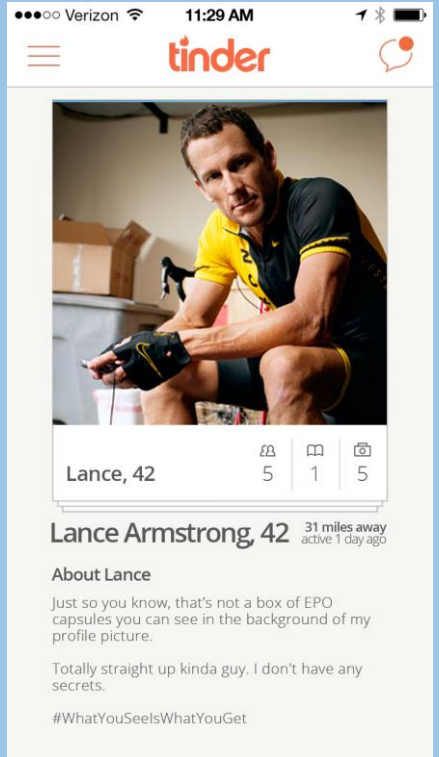 ●●●○○ Verizon 11:29 AM
tinder
Lance, 42 5 1 5
Lance Armstrong, 42 31 miles away
active 1 day ago
About Lance
Just so you know, that's not a box of EPO
capsules you can see in the background of my
profile picture.
Totally straight up kinda guy. I don't have any
secrets.
#WhatYouSeeIsWhatYouGet